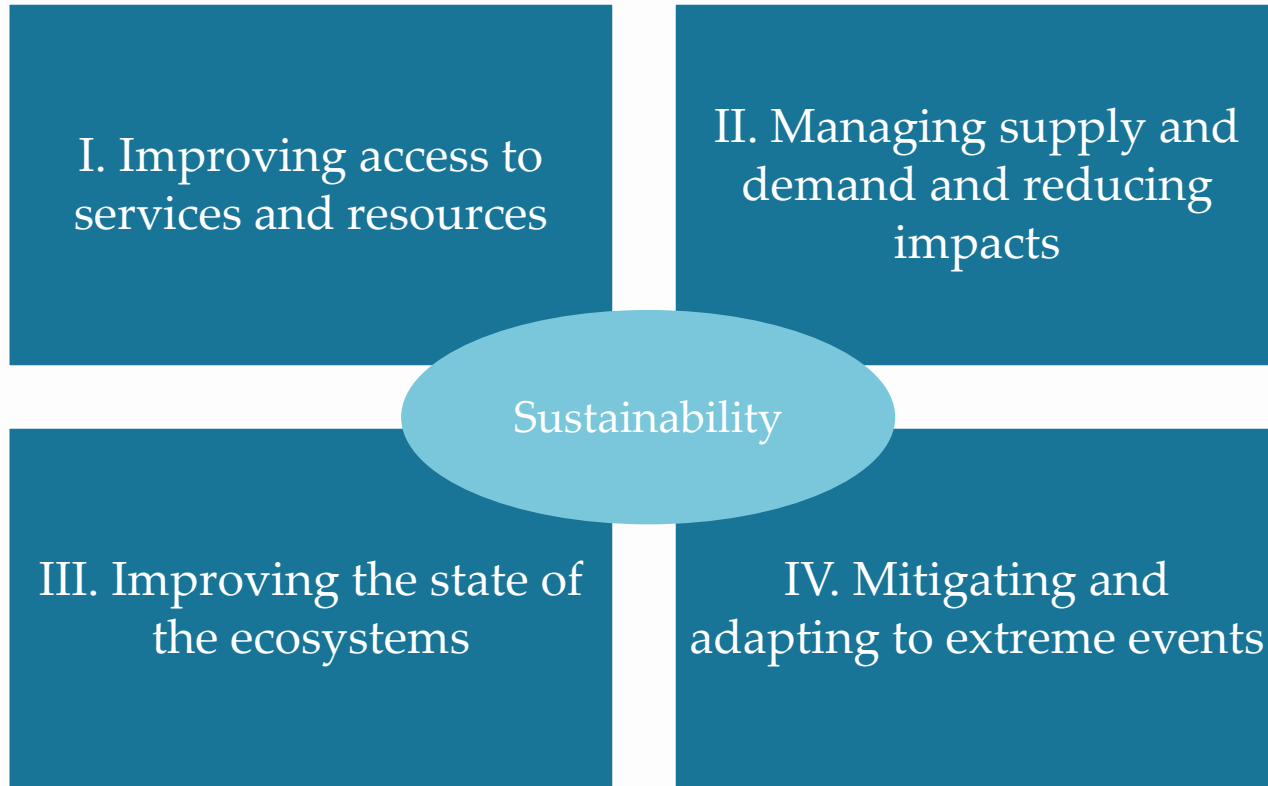 I. Improving access to
services and resources
II. Managing supply and
demand and reducing
impacts
Sustainability
III. Improving the state of
the ecosystems
IV. Mitigating and
adapting to extreme events